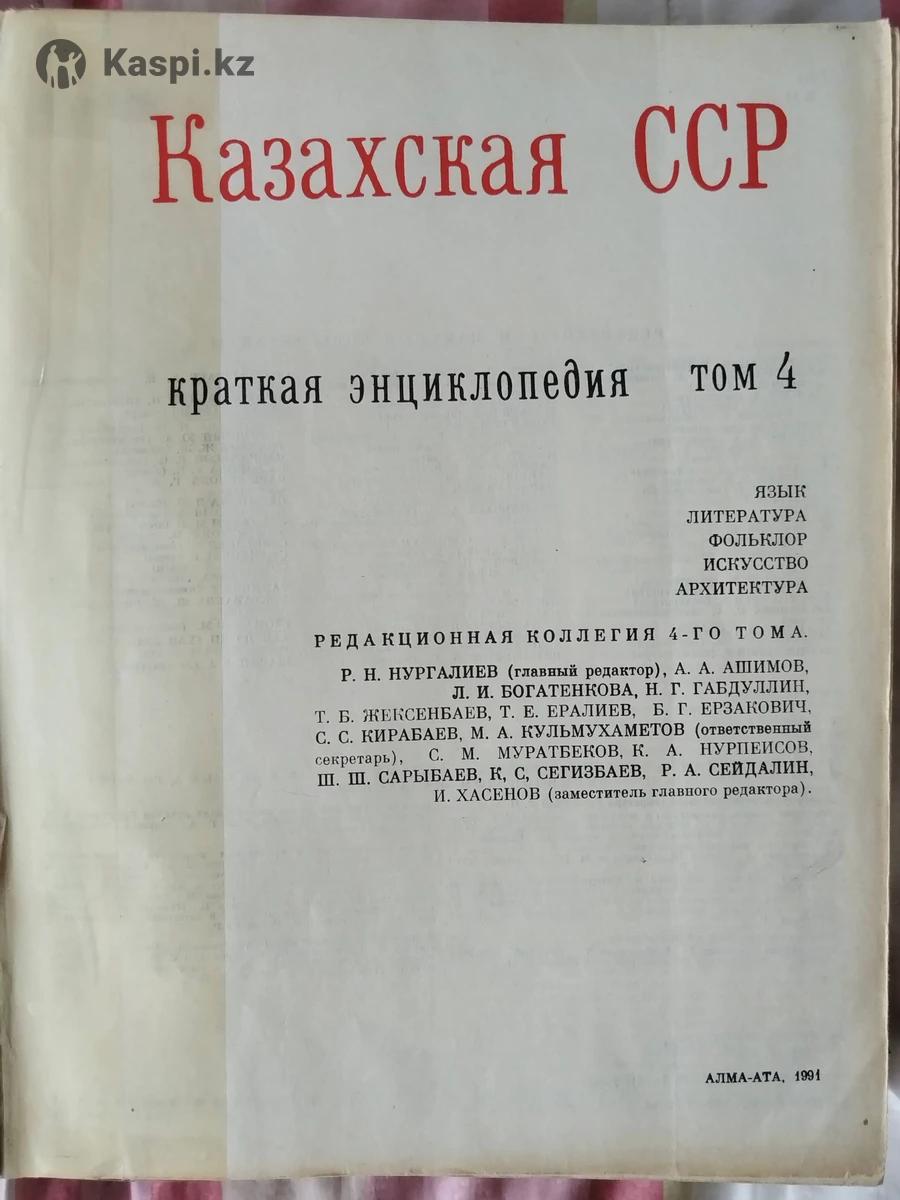 Kaspi.kz
Казахская ССР
краткая энциклопедия том 4
ЯЗЫК
ЛИТЕРАТУРА
ФОЛЬКЛОР
ИСКУССТВО
АРХИТЕКТУРА
РЕДАКЦИОННАЯ КОЛЛЕГИЯ 4-ГО ТОМА.
Р. Н. НУРГАЛИЕВ (главный редактор), А. А. АШИМОВ,
Л. И. БОГАТЕНКОВА, Н. Г. ГАБДУЛЛИН,
Т. Б. ЖЕКСЕНБАЕВ, Т. Е. ЕРАЛИЕВ, Б. Г. ЕРЗАКОВИЧ,
С. С. КИРАБАЕВ, М. А. КУЛЬМУХАМЕТОВ (ответственный
секретарь), С. М. МУРАТБЕКОВ, К. А. НУРПЕИСОВ,
Ш. Ш. САРЫБАЕВ, К, С, СЕГИЗБАЕВ, Р. А. СЕЙДАЛИН,
И. ХАСЕНОВ (заместитель главного редактора).
АЛМА-АТА, 1991